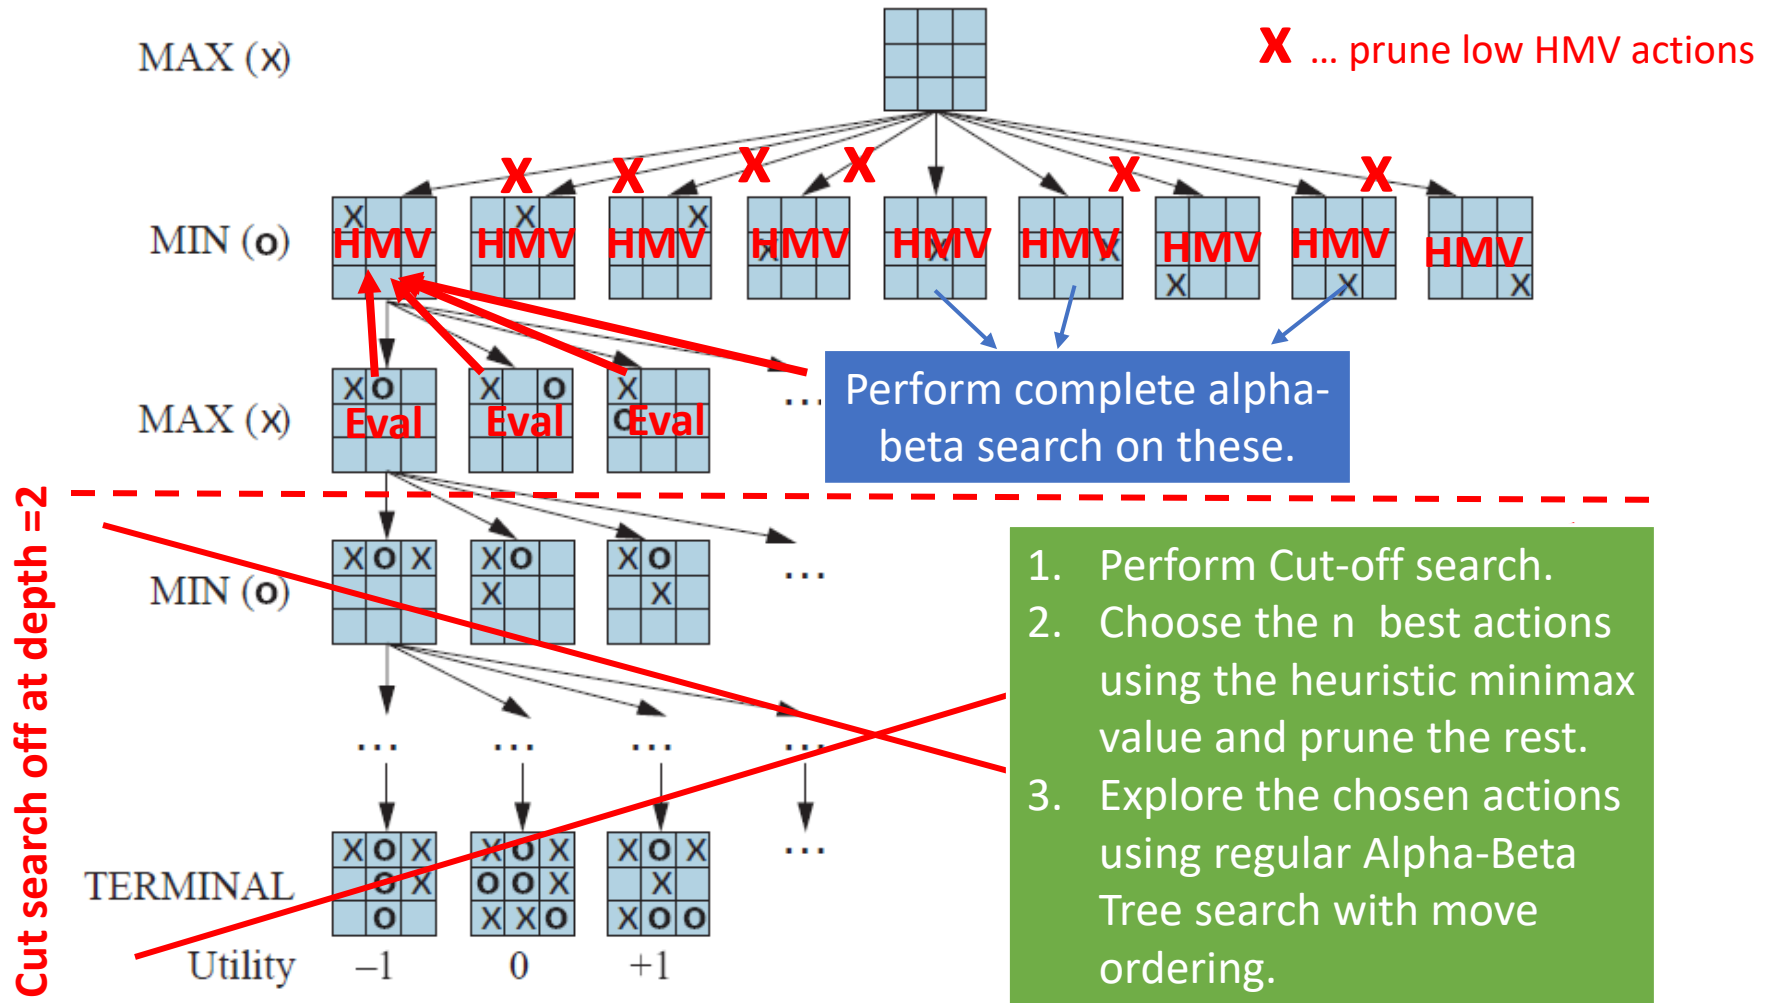 MAX (x)
X ... prune low HMV actions
X X X X X X
MIN (o)
X X X X X X X X X
HMV HMV HMV HMV HMV HMV HMV HMV HMV
MAX (x)
X O
Eval
X O
Eval
X
O
Eval
...
Perform complete alpha-
beta search on these.
Cut search off at depth =2
MIN (o)
X O X
X O
X
X O
X
...
... ... ... ...
TERMINAL
X O X
O X
O
X O X
O O X
X X O
X O X
X
X O O
...
Utility –1 0 +1
1. Perform Cut-off search.
2. Choose the n best actions
using the heuristic minimax
value and prune the rest.
3. Explore the chosen actions
using regular Alpha-Beta
Tree search with move
ordering.